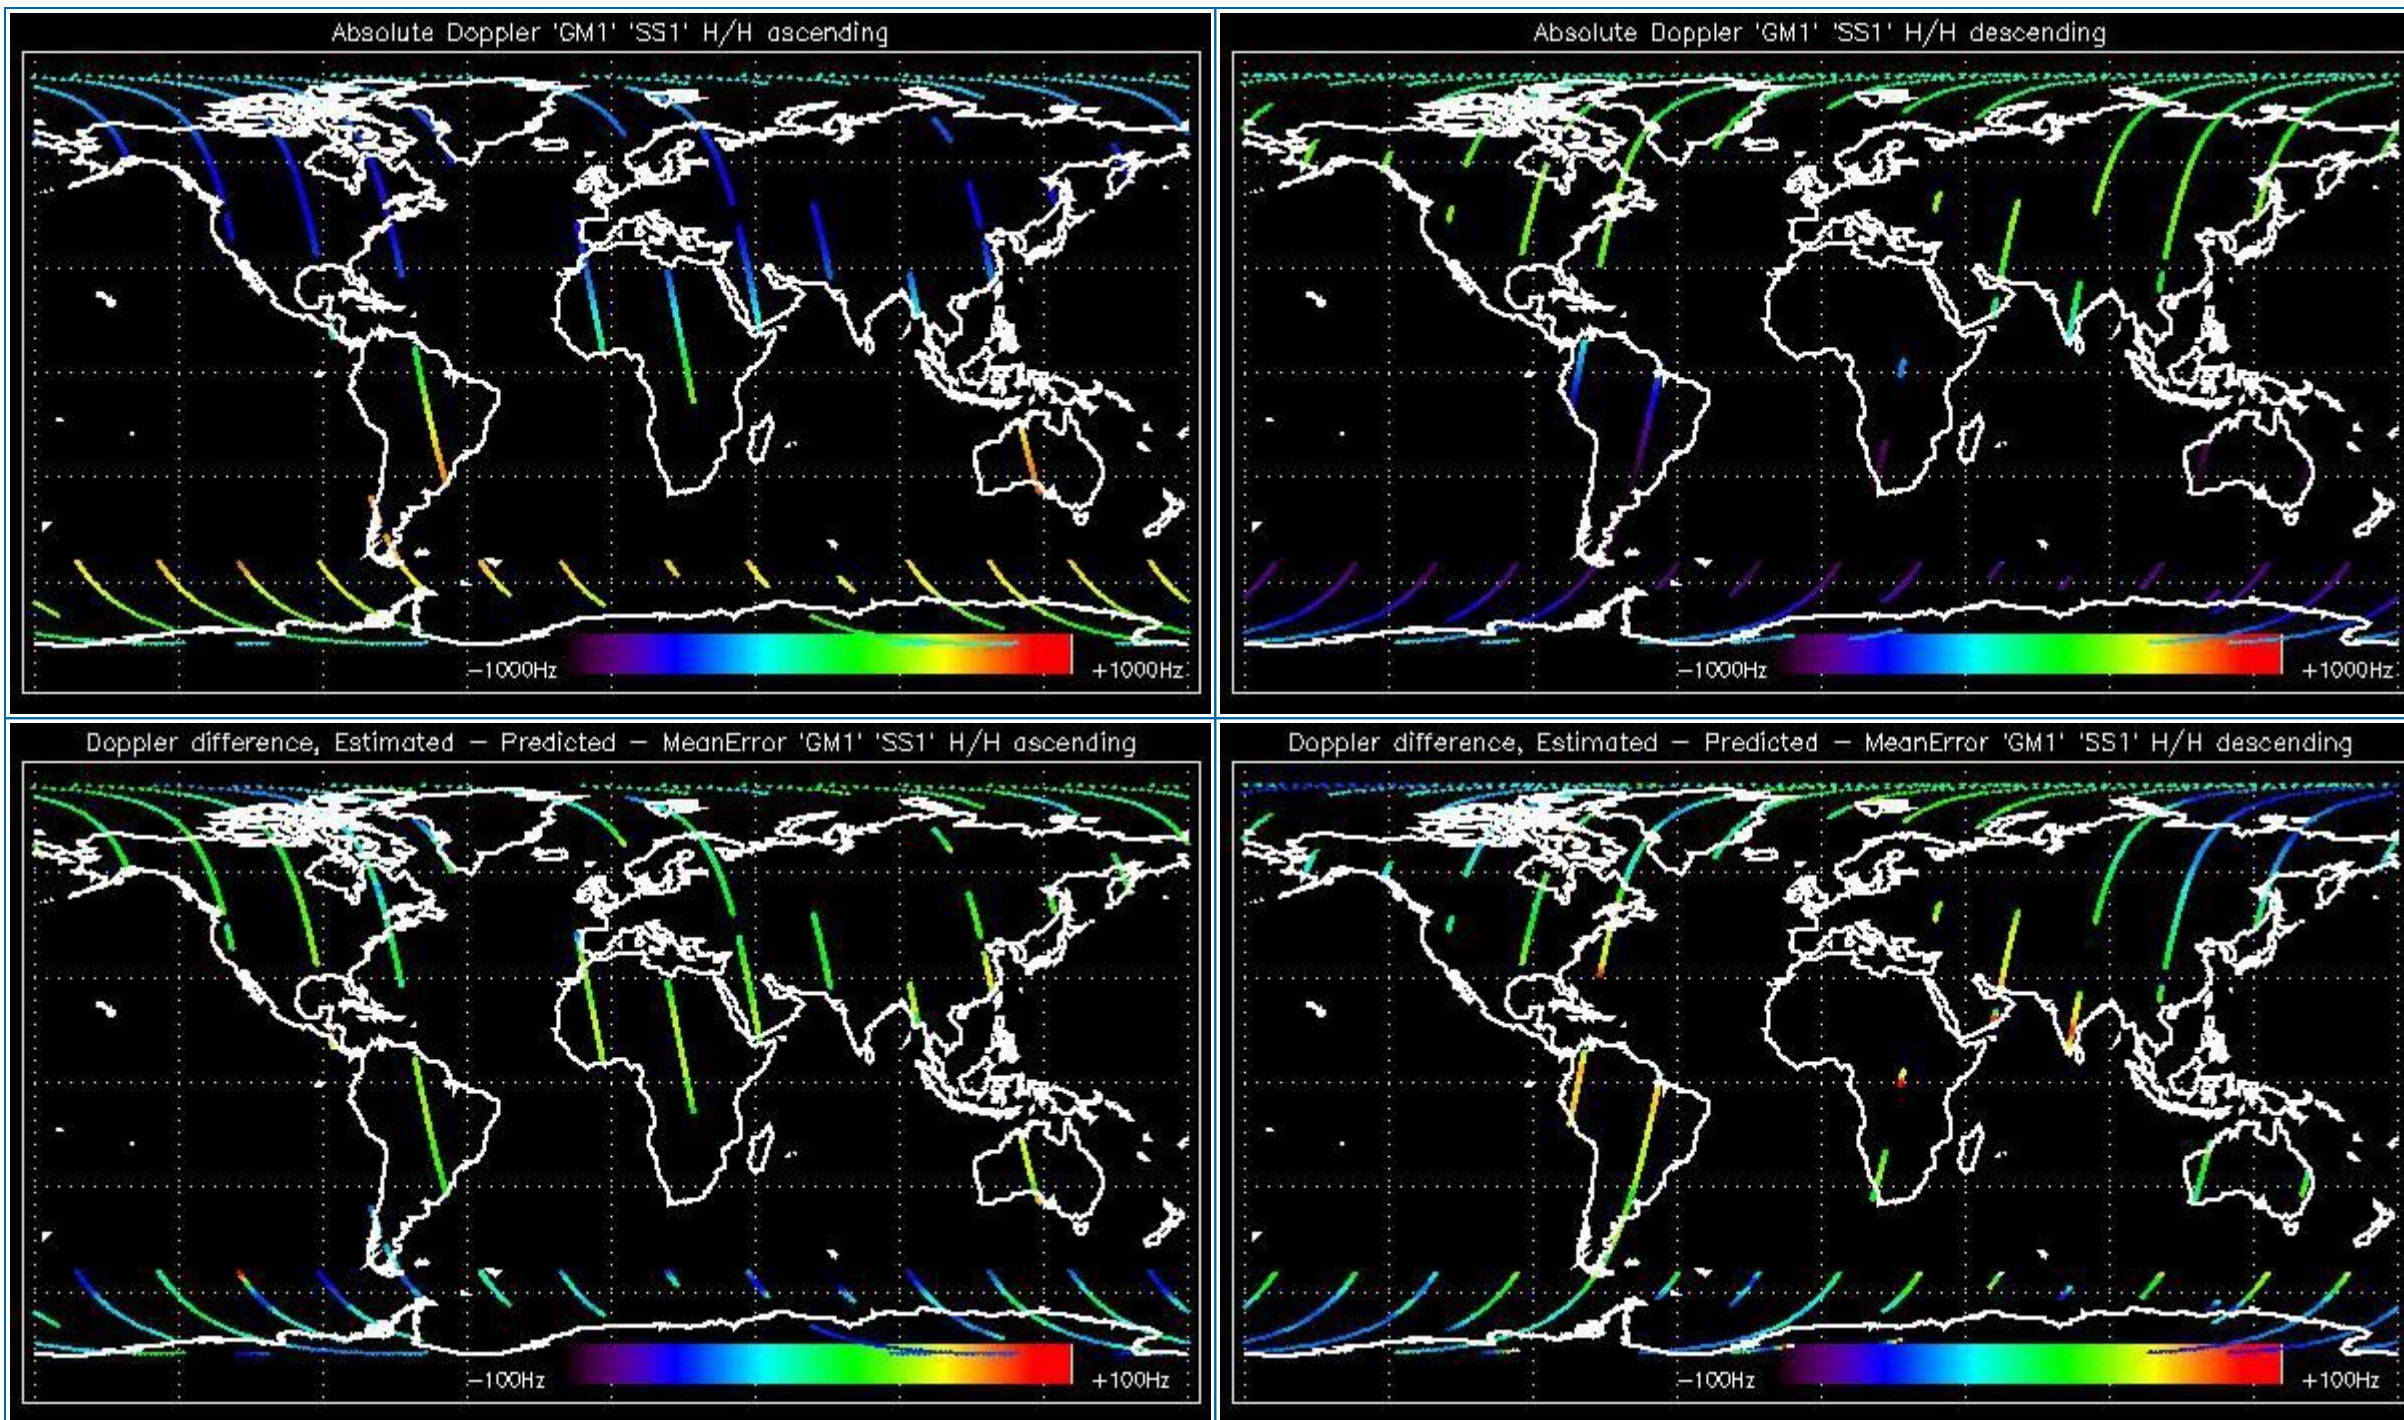 Absolute Doppler 'GM1' 'SS1' H/H ascending
−1000Hz
+1000Hz
Absolute Doppler 'GM1' 'SS1' H/H descending
−1000Hz
+1000Hz
Doppler difference, Estimated − Predicted − MeanError 'GM1' 'SS1' H/H ascending
−100Hz
+100Hz
Doppler difference, Estimated − Predicted − MeanError 'GM1' 'SS1' H/H descending
−100Hz
+100Hz